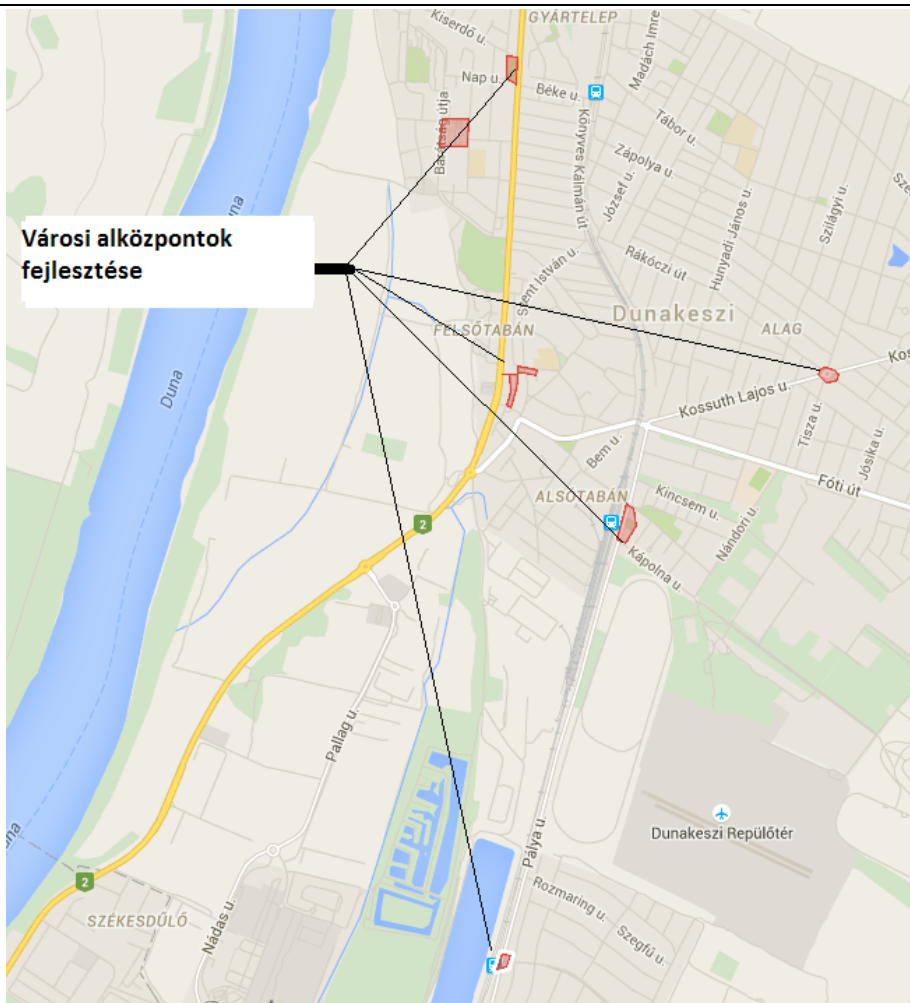 GYÁRTELEP
Kiserdő u.
Madách Imre
Nap u.
Béke u.
Barátság útja
Könyves Kálmán út
Tábor u.
Zápolya u.
József u.
Szilágyi u.
Hunyadi János u.
Városi alközpontok
fejlesztése
Szent István u.
Rákóczi út
Dunakeszi
FELSŐTABÁN
ALAG
Duna
Kossuth Lajos u.
Tisza u.
Jósika u.
Bem u.
Fóti út
ALSÓTABÁN
Kincsem u.
Nándori u.
2
Kápolna u.
Pallag u.
Pálya u.
Dunakeszi Repülőtér
2
Rozmaring u.
Szegfű u.
SZÉKESDŰLŐ
Nádas u.